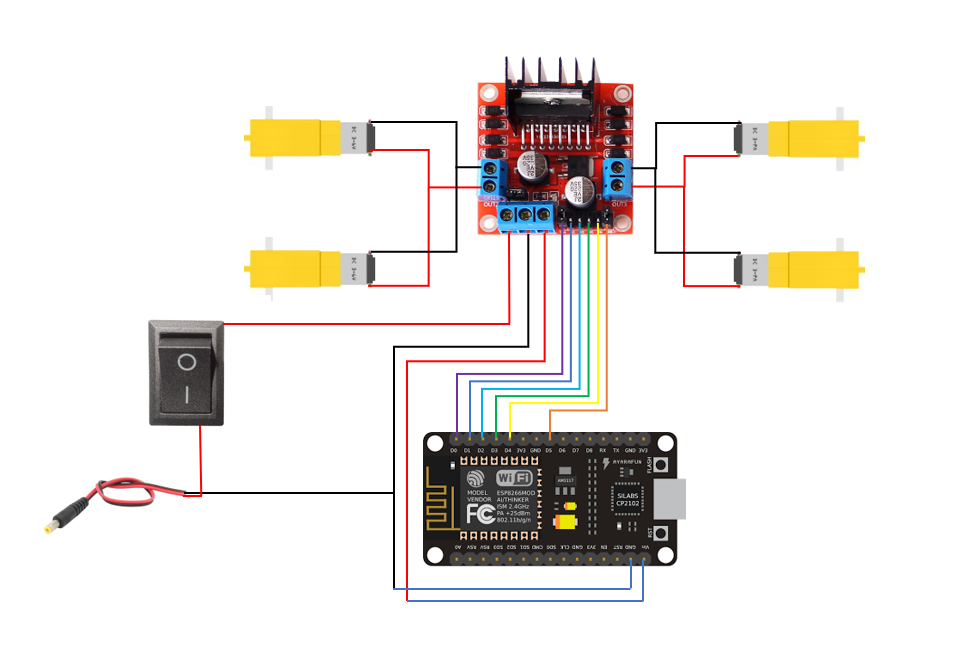 DC 3-6V
DC 3-6V
DC 3-6V
DC 3-6V
OUT1
OUT2
D0 D1 D2 D3 D4 3V3 GND D5 D6 D7 D8 RX TX GND 3V3
FLASH
AYARAFUN
WiFi
MODEL ESP8266MOD
VENDOR AI/THINKER
ISM 2.4GHz
PA +25dBm
802.11b/g/n
FC
AM1117
SILABS
CP2102
RST
A0 RSV RSV SD3 SD2 SD1 CMD SD0 CLK GND 3V3 EN RST GND Vin